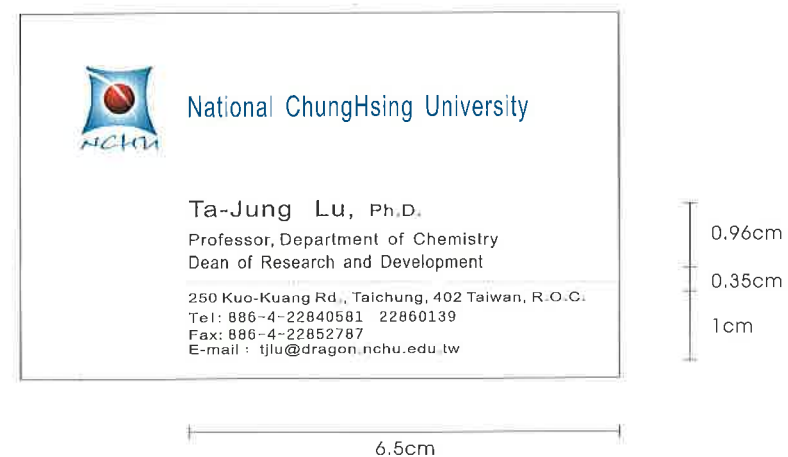 NCHU
National ChungHsing University
Ta-Jung Lu, Ph.D.
Professor, Department of Chemistry
Dean of Research and Development
250 Kuo-Kuang Rd., Taichung, 402 Taiwan, R.O.C.
Tel: 886-4-22840581 22860139
Fax: 886-4-22852787
E-mail : tjlu@dragon.nchu.edu.tw
0.96cm
0.35cm
1cm
6.5cm